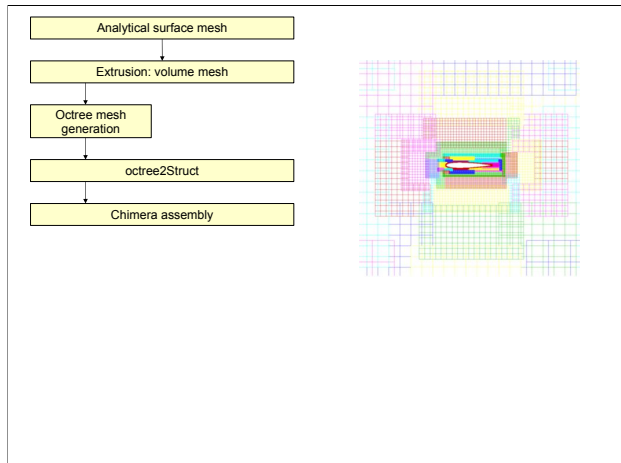 Analytical surface mesh
Extrusion: volume mesh
Octree mesh
generation
octree2Struct
Chimera assembly